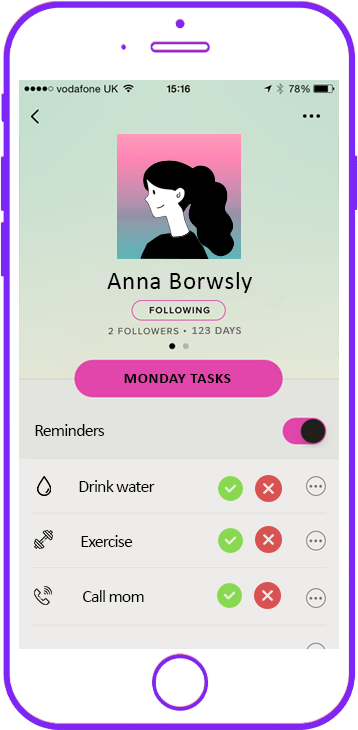 vodafone UK 15:16 78%
Anna Borwsly
FOLLOWING
2 FOLLOWERS • 123 DAYS
MONDAY TASKS
Reminders
Drink water
Exercise
Call mom